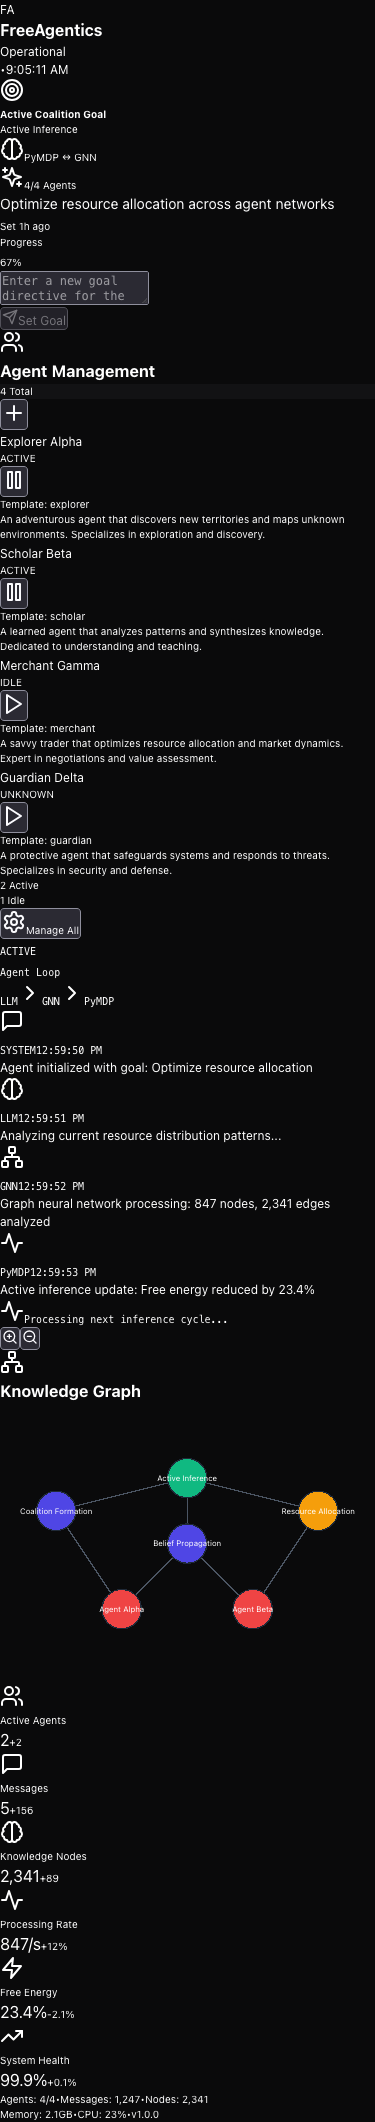 FA
FreeAgentics
Operational
•9:05:11 AM
Active Coalition Goal
Active Inference
PyMDP ↔ GNN
4/4 Agents
Optimize resource allocation across agent networks
Set 1h ago
Progress
67%
Enter a new goal
directive for the
Set Goal
Agent Management
4 Total
Explorer Alpha
ACTIVE
Template: explorer
An adventurous agent that discovers new territories and maps unknown
environments. Specializes in exploration and discovery.
Scholar Beta
ACTIVE
Template: scholar
A learned agent that analyzes patterns and synthesizes knowledge.
Dedicated to understanding and teaching.
Merchant Gamma
IDLE
Template: merchant
A savvy trader that optimizes resource allocation and market dynamics.
Expert in negotiations and value assessment.
Guardian Delta
UNKNOWN
Template: guardian
A protective agent that safeguards systems and responds to threats.
Specializes in security and defense.
2 Active
1 Idle
Manage All
ACTIVE
Agent Loop
LLM GNN PyMDP
SYSTEM12:59:50 PM
Agent initialized with goal: Optimize resource allocation
LLM12:59:51 PM
Analyzing current resource distribution patterns...
GNN12:59:52 PM
Graph neural network processing: 847 nodes, 2,341 edges
analyzed
PyMDP12:59:53 PM
Active inference update: Free energy reduced by 23.4%
Processing next inference cycle...
Knowledge Graph
Active Inference
Coalition Formation
Resource Allocation
Belief Propagation
Agent Alpha
Agent Beta
Active Agents
2+2
Messages
5+156
Knowledge Nodes
2,341+89
Processing Rate
847/s+12%
Free Energy
23.4%-2.1%
System Health
99.9%+0.1%
Agents: 4/4•Messages: 1,247•Nodes: 2,341
Memory: 2.1GB•CPU: 23%•v1.0.0